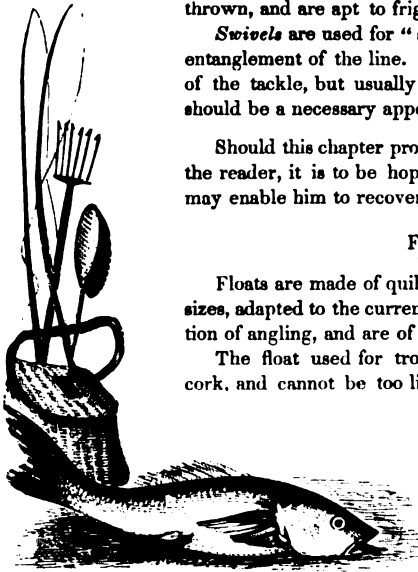 thrown, and are apt to frig
Swivels are used for "
entanglement of the line.
of the tackle, but usually
should be a necessary appe
Should this chapter pro
the reader, it is to be hop
may enable him to recover
F
Floats are made of quil
sizes, adapted to the curre
tion of angling, and are of
The float used for tro
cork, and cannot be too li